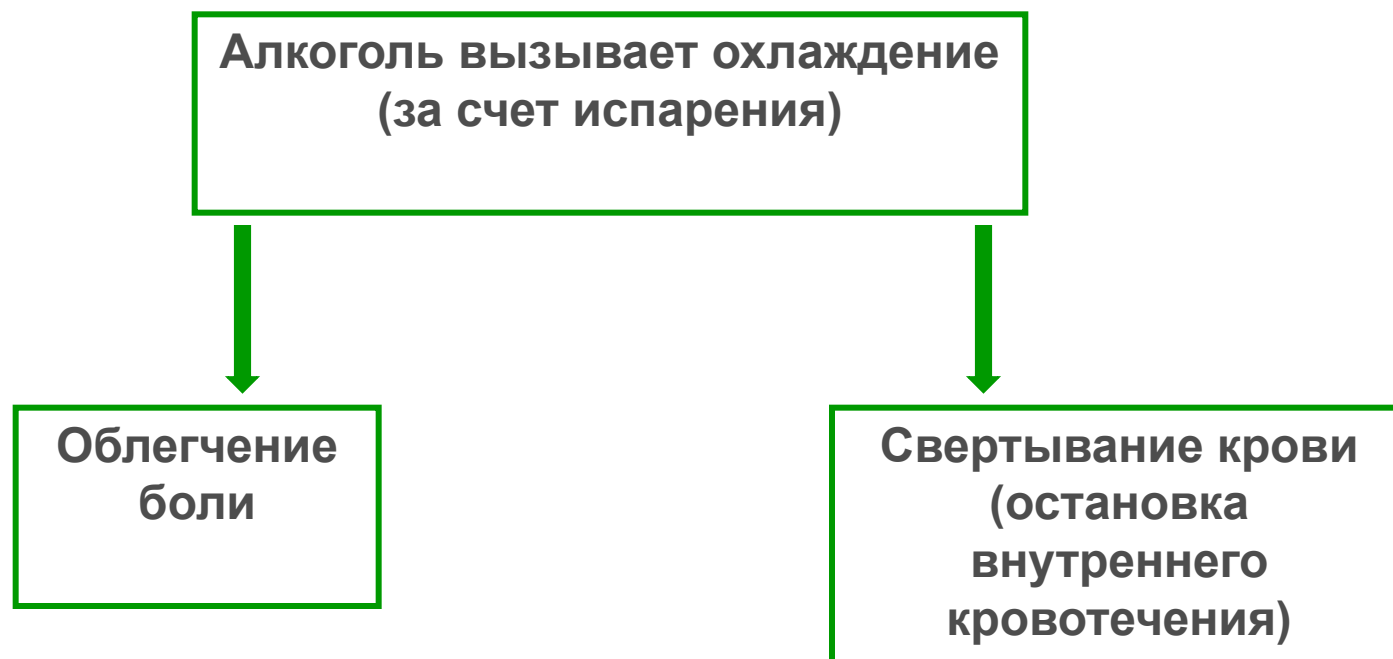 Алкоголь вызывает охлаждение
(за счет испарения)
Облегчение
боли
Свертывание крови
(остановка
внутреннего
кровотечения)